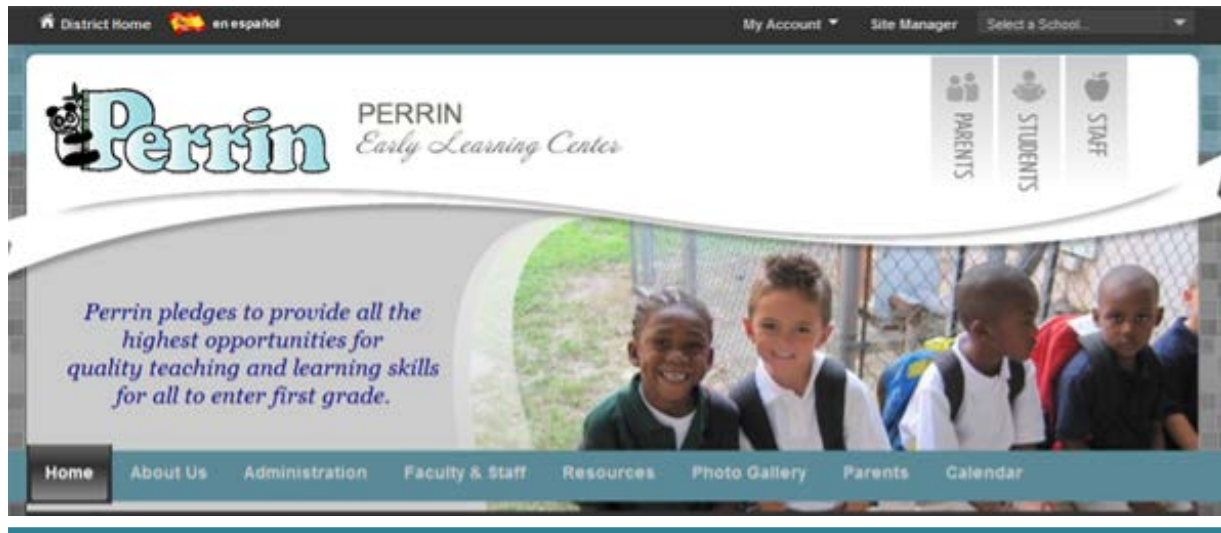 District Home en español My Account Site Manager Select a School...
Perrin
PERRIN
Early Learning Center
PARENTS
STUDENTS
STAFF
Perrin pledges to provide all the
highest opportunities for
quality teaching and learning skills
for all to enter first grade.
Home About Us Administration Faculty & Staff Resources Photo Gallery Parents Calendar